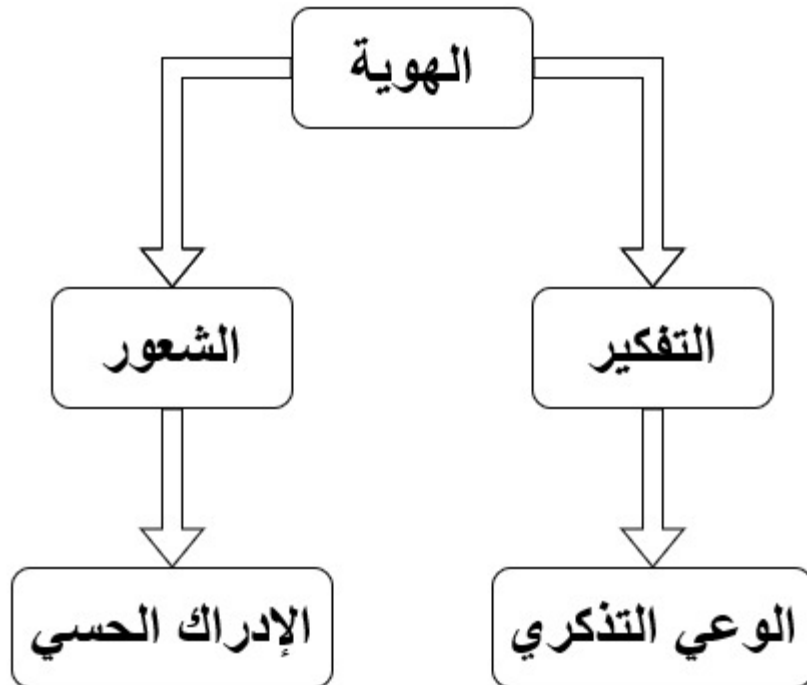 الهوية
التفكير
الشعور
الوعي التذكري
الإدراك الحسي